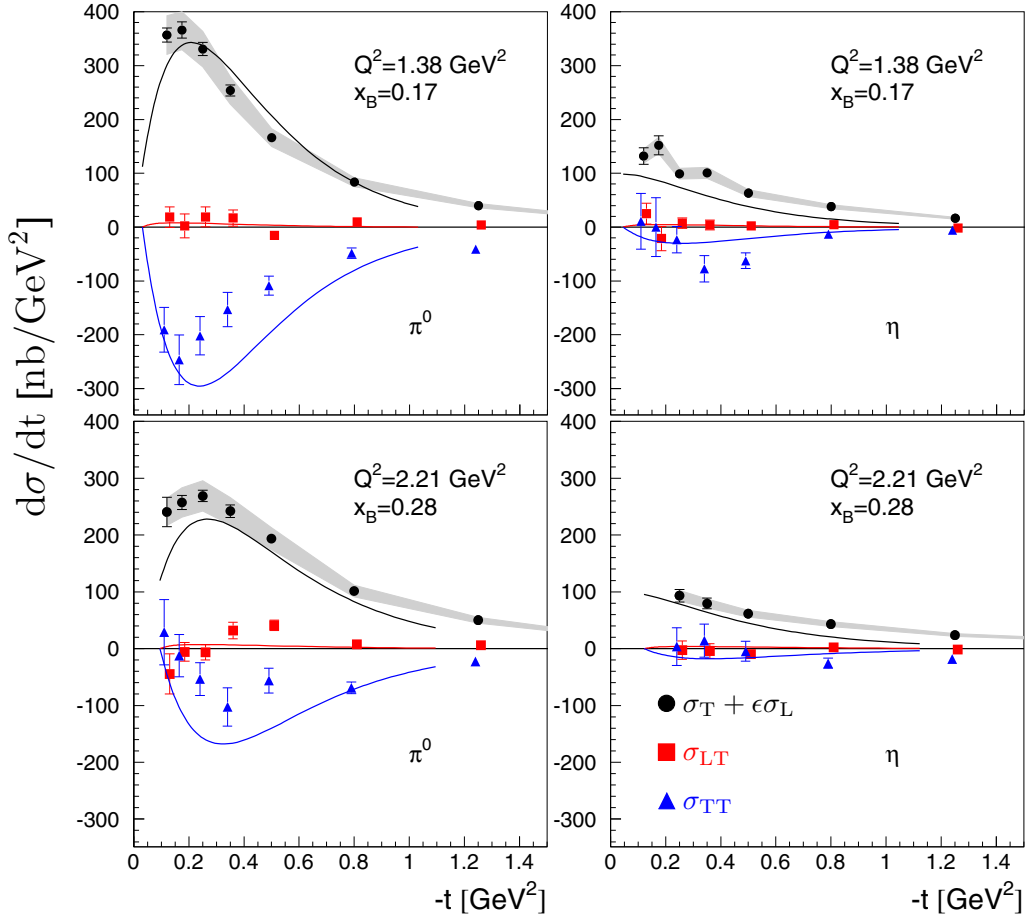 dσ/dt [nb/GeV²]
400
300
200
100
0
-100
-200
-300
Q²=1.38 GeV²
x_B=0.17
π⁰
Q²=1.38 GeV²
x_B=0.17
η
400
300
200
100
0
-100
-200
-300
400
300
200
100
0
-100
-200
-300
Q²=2.21 GeV²
x_B=0.28
π⁰
Q²=2.21 GeV²
x_B=0.28
σ_T + ϵσ_L
σ_LT
σ_TT
η
400
300
200
100
0
-100
-200
-300
0 0.2 0.4 0.6 0.8 1 1.2 1.4
0 0.2 0.4 0.6 0.8 1 1.2 1.4
-t [GeV²]
-t [GeV²]